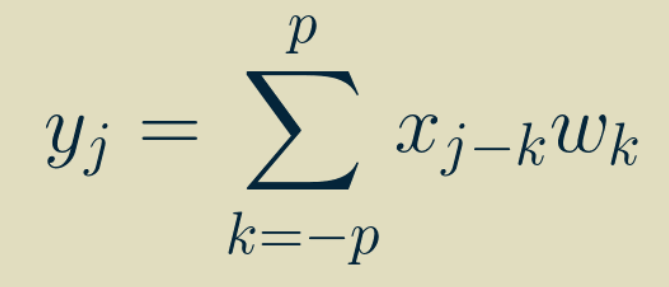 y_j = \sum_{k=-p}^{p} x_{j-k} w_k